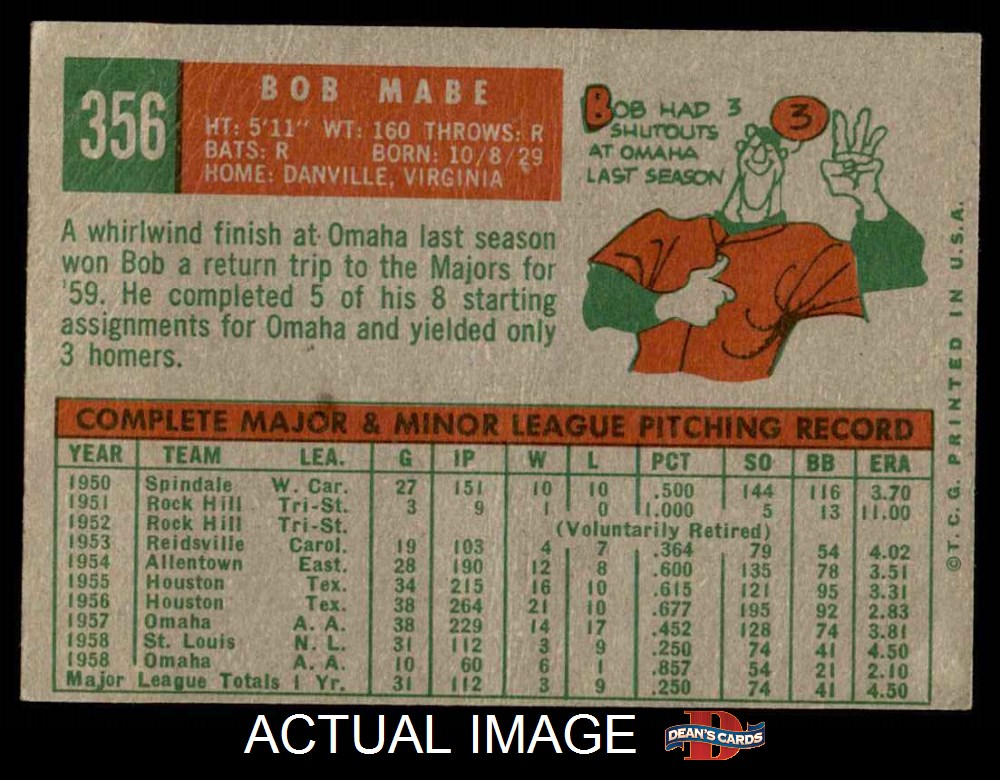 356
BOB MABE
HT: 5'11" WT: 160 THROWS: R
BATS: R BORN: 10/8/29
HOME: DANVILLE, VIRGINIA
BOB HAD 3
SHUTOUTS
AT OMAHA
LAST SEASON
3
A whirlwind finish at Omaha last season
won Bob a return trip to the Majors for
'59. He completed 5 of his 8 starting
assignments for Omaha and yielded only
3 homers.
COMPLETE MAJOR & MINOR LEAGUE PITCHING RECORD
YEAR TEAM LEA. G IP W L PCT SO BB ERA
1950 Spindale W. Car. 27 151 10 10 .500 144 116 3.70
1951 Rock Hill Tri-St. 3 9 1 0 1.000 5 13 11.00
1952 Rock Hill Tri-St. (Voluntarily Retired)
1953 Reidsville Carol. 19 103 4 7 .364 79 54 4.02
1954 Allentown East. 28 190 12 8 .600 135 78 3.51
1955 Houston Tex. 34 215 16 10 .615 121 95 3.31
1956 Houston Tex. 38 264 21 10 .677 195 92 2.83
1957 Omaha A. A. 38 229 14 17 .452 128 74 3.81
1958 St. Louis N. L. 31 112 3 9 .250 74 41 4.50
1958 Omaha A. A. 10 60 6 1 .857 54 21 2.10
Major League Totals 1 Yr. 31 112 3 9 .250 74 41 4.50
©T. C. G. PRINTED IN U.S.A.
ACTUAL IMAGE
D
DEAN'S CARDS